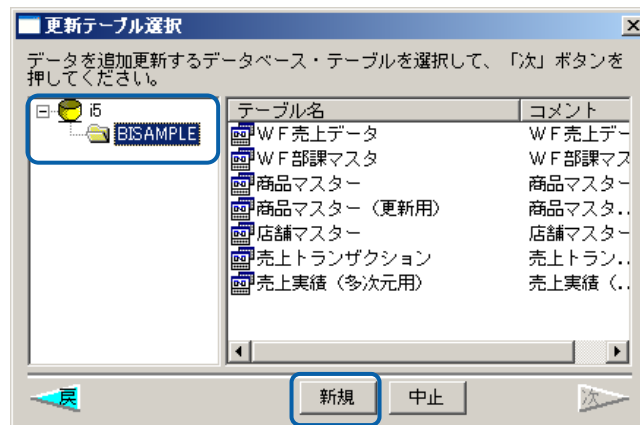 更新テーブル選択
データを追加更新するデータベース・テーブルを選択して、「次」ボタンを
押してください。
i5
BISAMPLE
テーブル名 コメント
WF売上データ WF売上デー
WF部課マスタ WF部課マス
商品マスター 商品マスター
商品マスター（更新用） 商品マスタ...
店舗マスター 店舗マスター
売上トランザクション 売上トラン...
売上実績（多次元用） 売上実績（...
戻 新規 中止 次